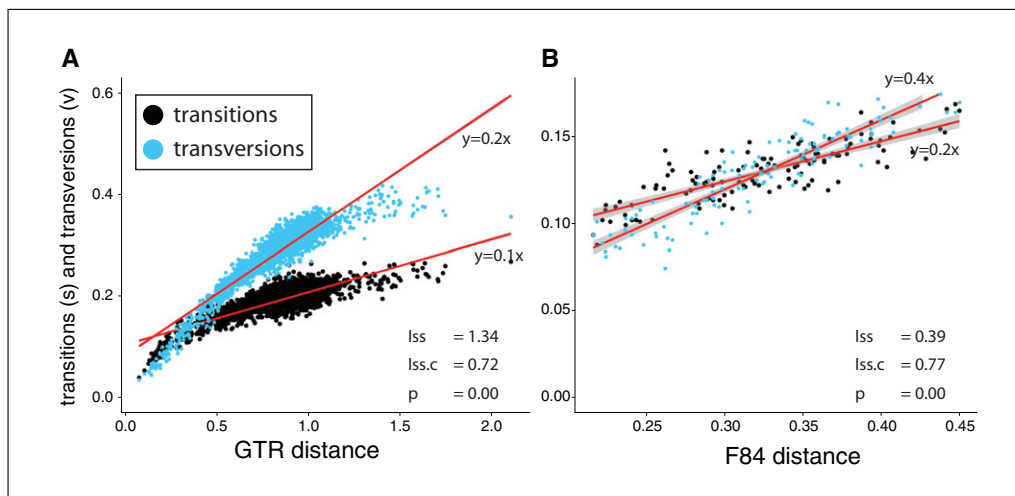 A
B
transitions (s) and transversions (v)
0.6
0.4
0.2
0.0
transitions
transversions
y=0.2x
y=0.1x
Iss = 1.34
Iss.c = 0.72
p = 0.00
0.0 0.5 1.0 1.5 2.0
GTR distance
y=0.4x
y=0.2x
0.15
0.10
0.05
0.00
Iss = 0.39
Iss.c = 0.77
p = 0.00
0.25 0.30 0.35 0.40 0.45
F84 distance